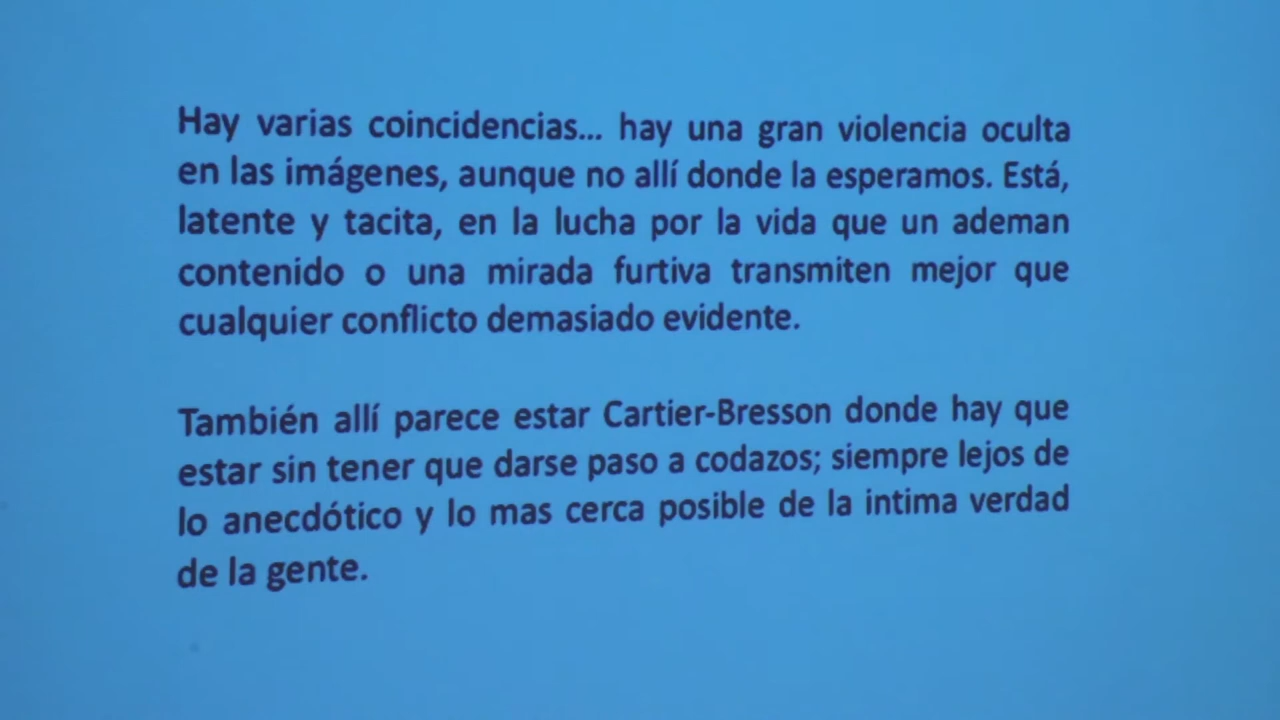 Hay varias coincidencias... hay una gran violencia oculta
en las imágenes, aunque no allí donde la esperamos. Está,
latente y tacita, en la lucha por la vida que un ademan
contenido o una mirada furtiva transmiten mejor que
cualquier conflicto demasiado evidente.
También allí parece estar Cartier-Bresson donde hay que
estar sin tener que darse paso a codazos; siempre lejos de
lo anecdótico y lo mas cerca posible de la intima verdad
de la gente.